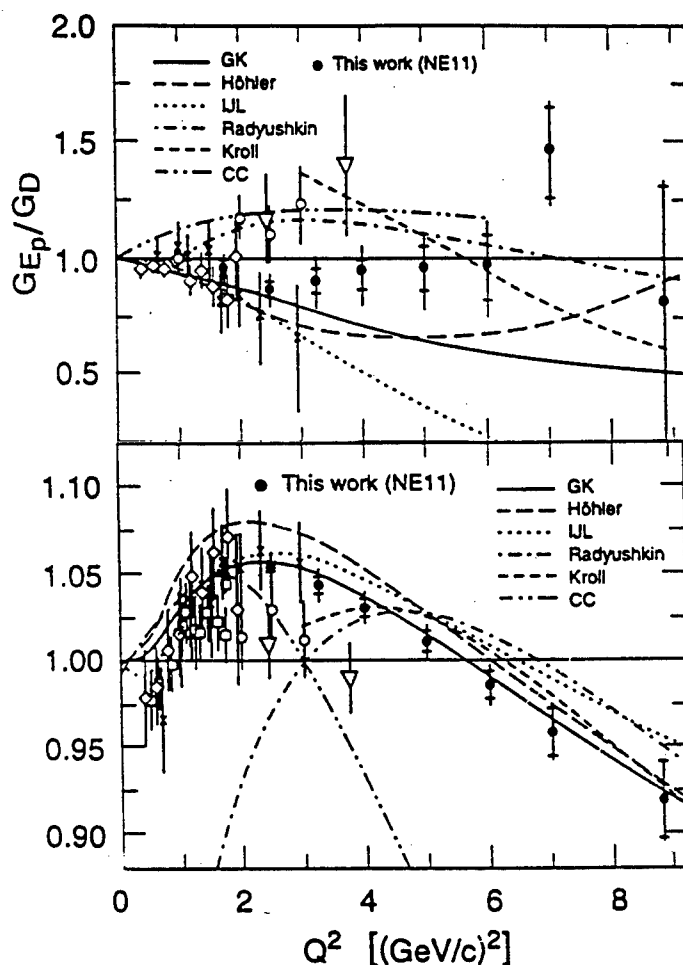 2.0
1.5
1.0
0.5
G_Ep/G_D
GK
Höhler
IJL
Radyushkin
Kroll
CC
This work (NE11)
1.10
1.05
1.00
0.95
0.90
This work (NE11)
GK
Höhler
IJL
Radyushkin
Kroll
CC
0 2 4 6 8
Q² [(GeV/c)²]